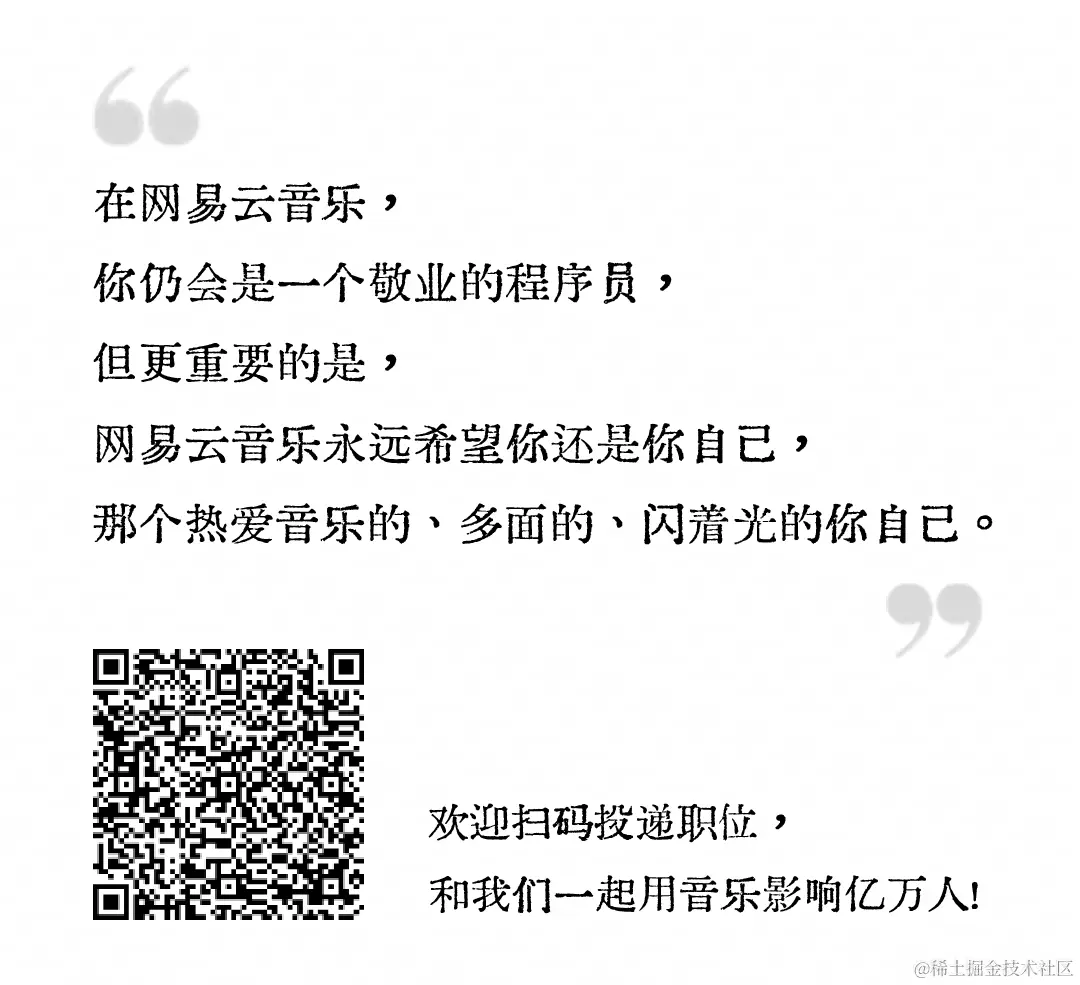 在网易云音乐，
你仍会是一个敬业的程序员，
但更重要的是，
网易云音乐永远希望你还是你自己，
那个热爱音乐的、多面的、闪着光的你自己。
欢迎扫码投递职位，
和我们一起用音乐影响亿万人!
@稀土掘金技术社区